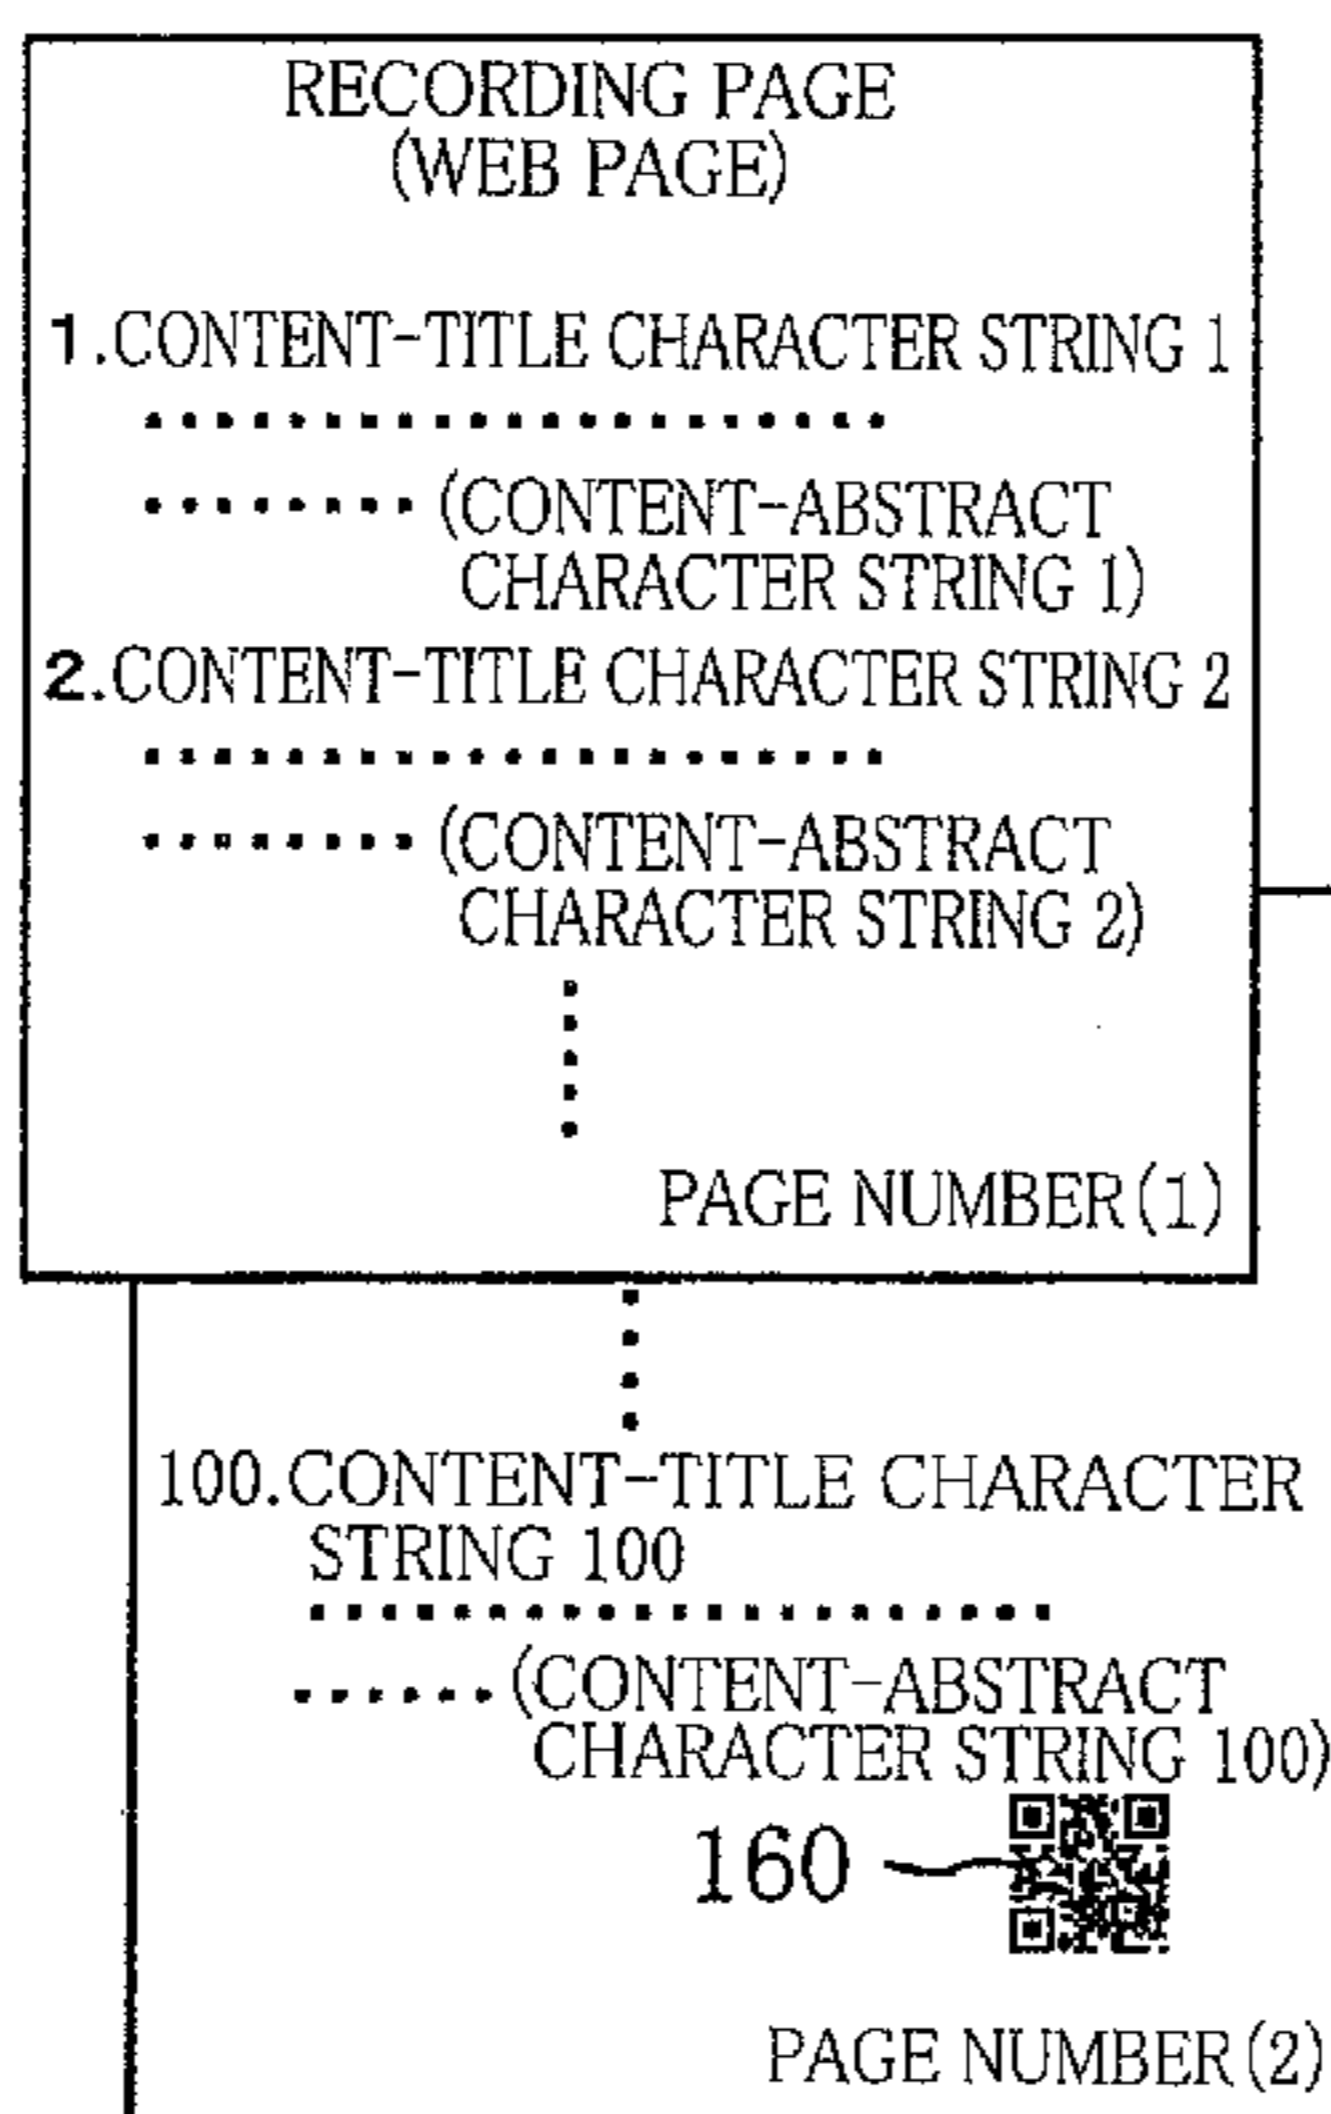 RECORDING PAGE
(WEB PAGE)
1.CONTENT-TITLE CHARACTER STRING 1
(CONTENT-ABSTRACT
CHARACTER STRING 1)
2.CONTENT-TITLE CHARACTER STRING 2
(CONTENT-ABSTRACT
CHARACTER STRING 2)
PAGE NUMBER(1)
100.CONTENT-TITLE CHARACTER
STRING 100
(CONTENT-ABSTRACT
CHARACTER STRING 100)
160
PAGE NUMBER(2)